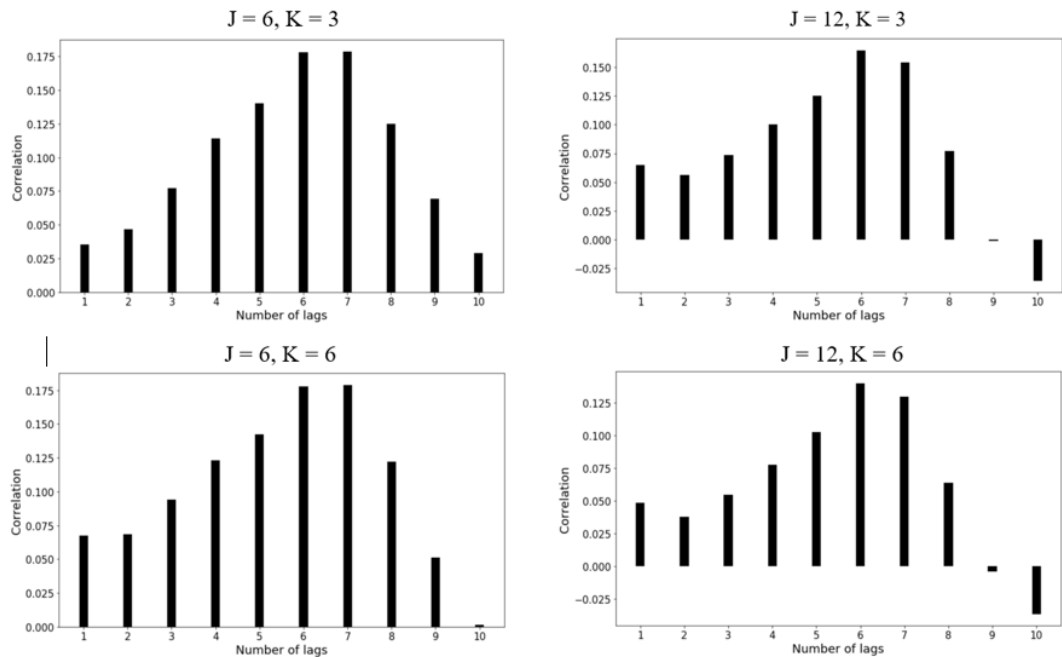 J = 6, K = 3
0.175
0.150
0.125
0.100
0.075
0.050
0.025
0.000
Correlation
1 2 3 4 5 6 7 8 9 10
Number of lags
J = 12, K = 3
0.150
0.125
0.100
0.075
0.050
0.025
0.000
−0.025
Correlation
1 2 3 4 5 6 7 8 9 10
Number of lags
J = 6, K = 6
0.175
0.150
0.125
0.100
0.075
0.050
0.025
0.000
Correlation
1 2 3 4 5 6 7 8 9 10
Number of lags
J = 12, K = 6
0.125
0.100
0.075
0.050
0.025
0.000
−0.025
Correlation
1 2 3 4 5 6 7 8 9 10
Number of lags